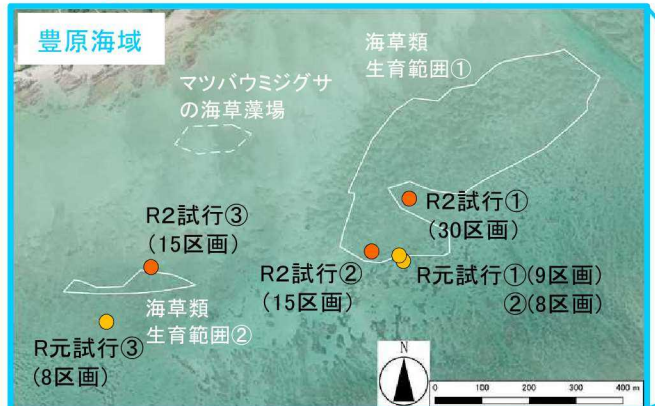 豊原海域
海草類
生育範囲①
マツバウミジグサ
の海草藻場
R2試行①
(30区画)
R2試行③
(15区画)
R2試行②
(15区画)
R元試行①(9区画)
②(8区画)
海草類
生育範囲②
R元試行③
(8区画)
N
0 100 200 300 400 m